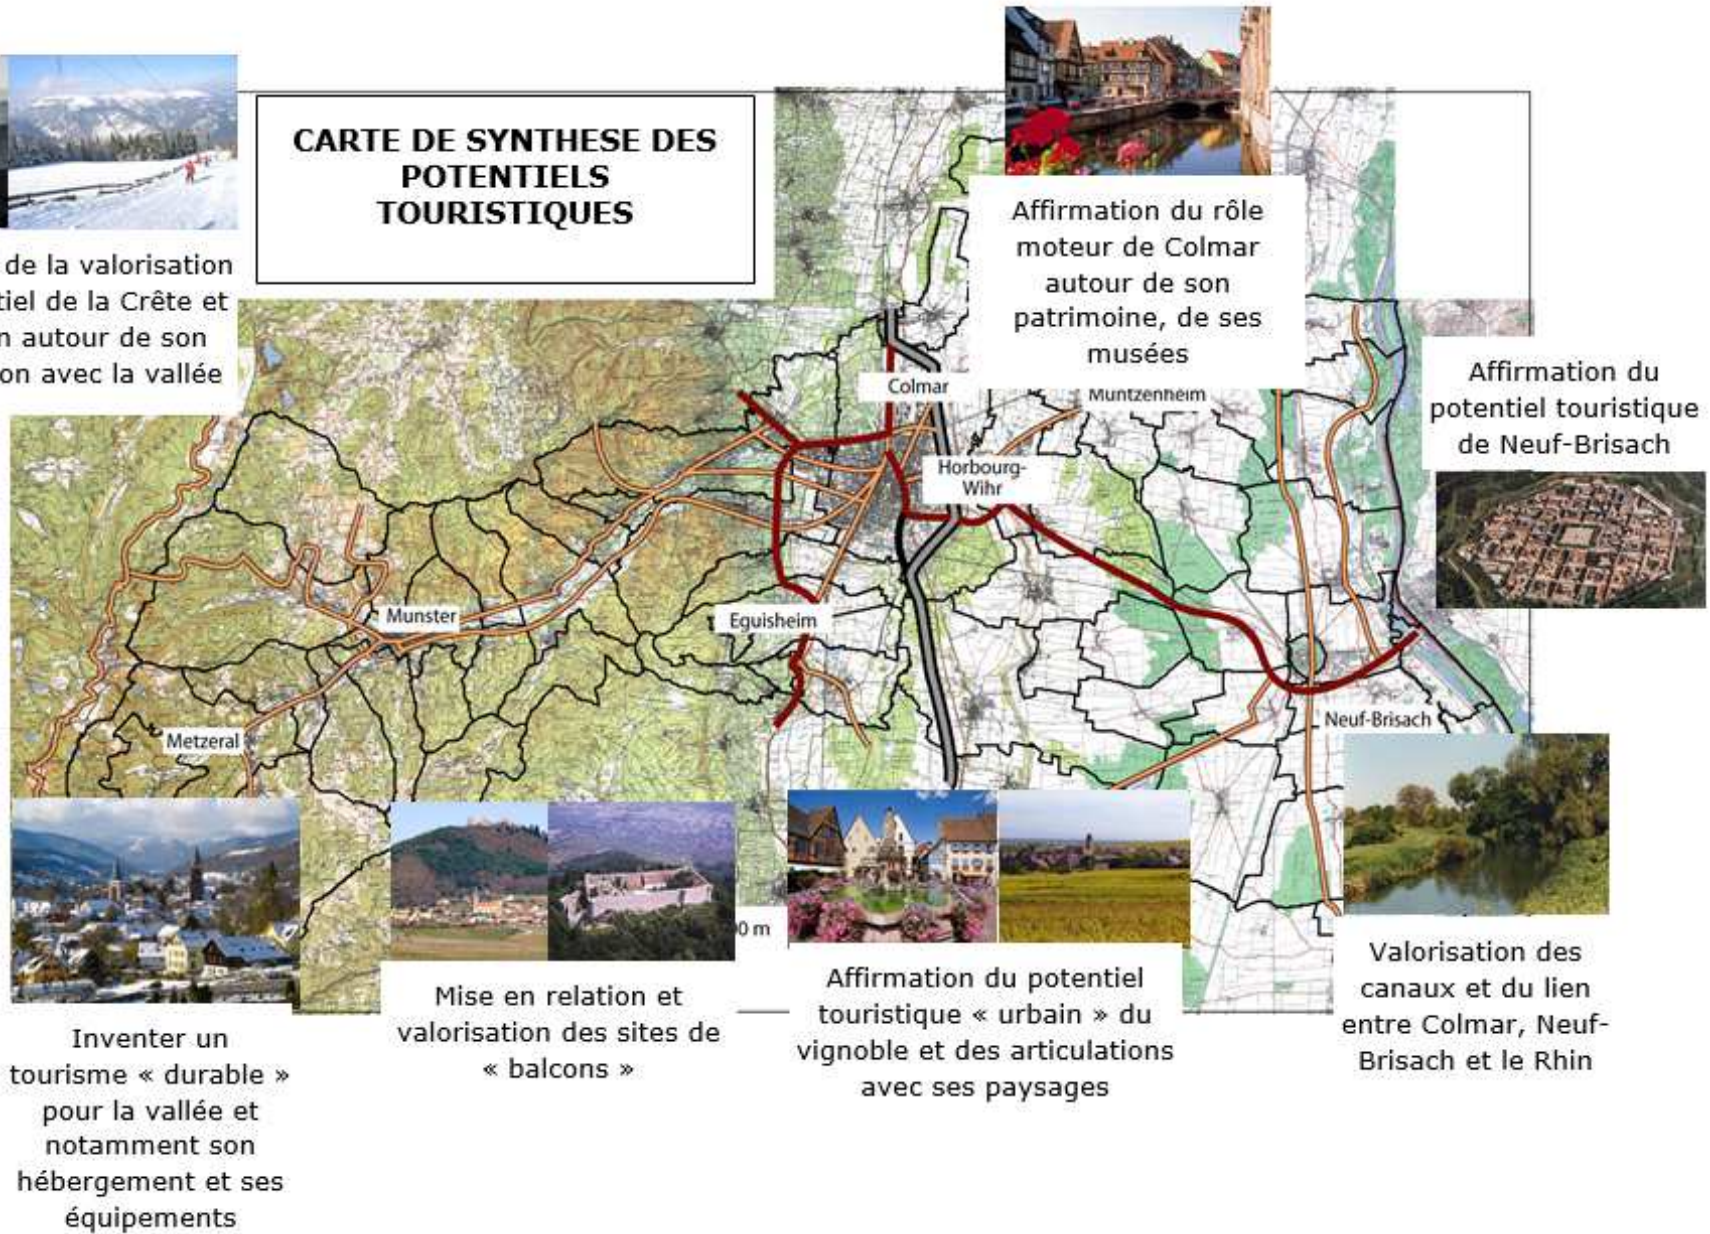 CARTE DE SYNTHESE DES
POTENTIELS
TOURISTIQUES
de la valorisation
tiel de la Crête et
n autour de son
on avec la vallée
Affirmation du rôle
moteur de Colmar
autour de son
patrimoine, de ses
musées
Affirmation du
potentiel touristique
de Neuf-Brisach
Colmar
Muntzenheim
Horbourg-
Wihr
Munster
Eguisheim
Metzeral
Neuf-Brisach
00 m
Inventer un
tourisme « durable »
pour la vallée et
notamment son
hébergement et ses
équipements
Mise en relation et
valorisation des sites de
« balcons »
Affirmation du potentiel
touristique « urbain » du
vignoble et des articulations
avec ses paysages
Valorisation des
canaux et du lien
entre Colmar, Neuf-
Brisach et le Rhin